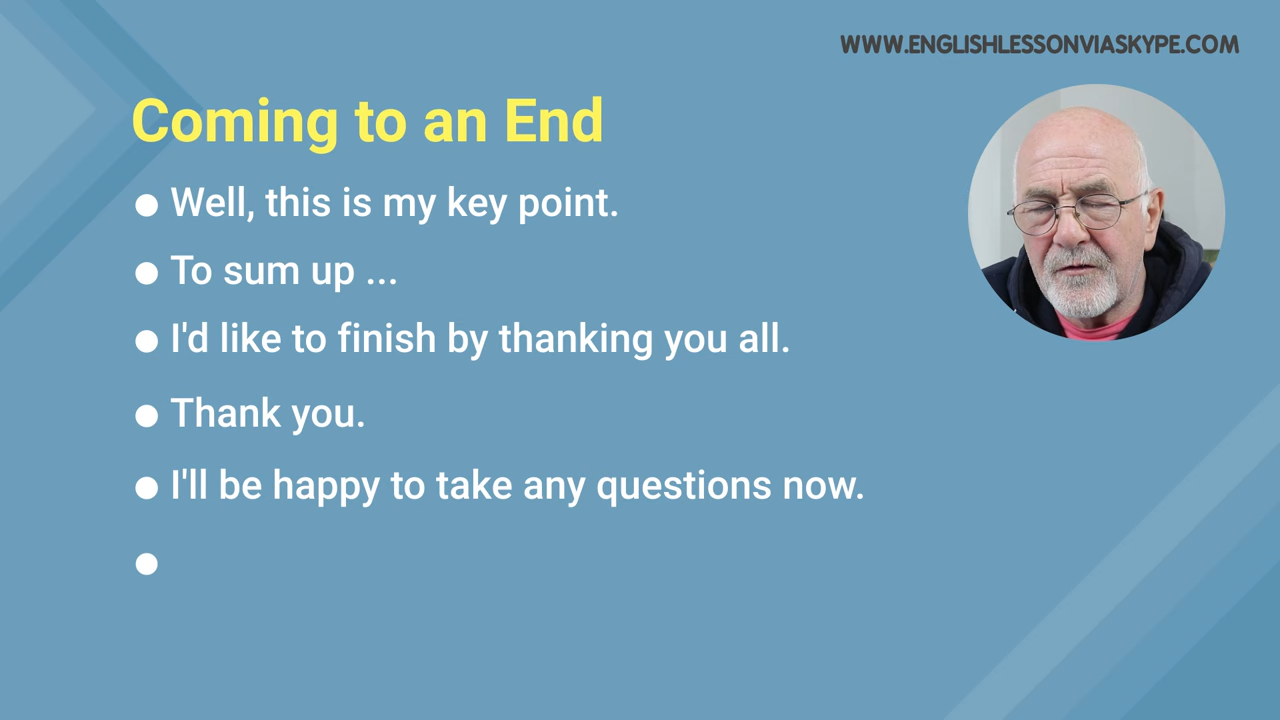 WWW.ENGLISHLESSONVIASKYPE.COM
Coming to an End
● Well, this is my key point.
● To sum up ...
● I'd like to finish by thanking you all.
● Thank you.
● I'll be happy to take any questions now.
●